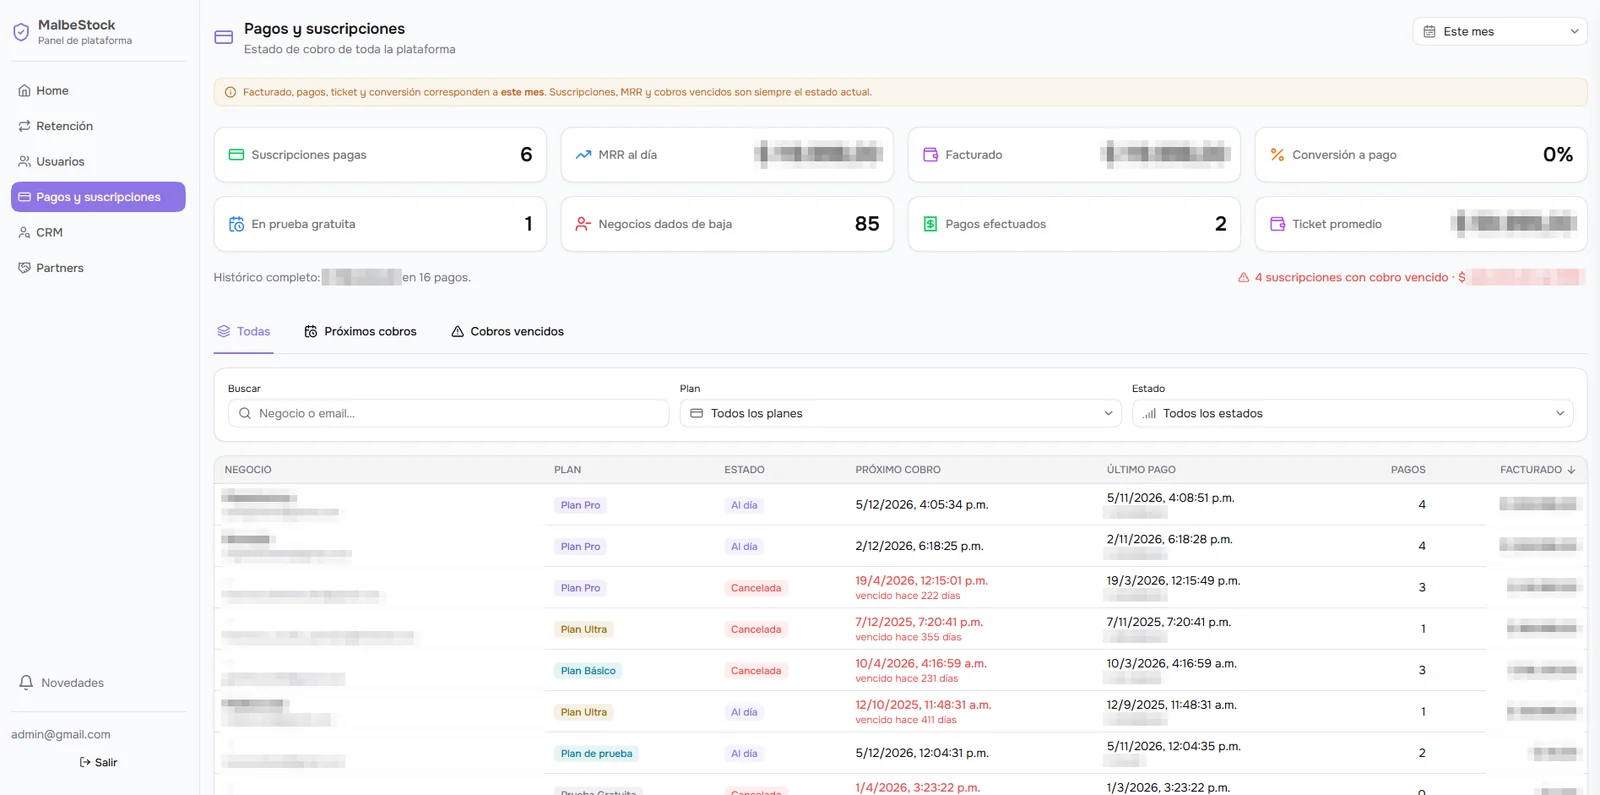 MalbeStock
Panel de plataforma
Home
Retención
Usuarios
Pagos y suscripciones
CRM
Partners
Novedades
admin@gmail.com
Salir
Pagos y suscripciones
Estado de cobro de toda la plataforma
Este mes
Facturado, pagos, ticket y conversión corresponden a este mes. Suscripciones, MRR y cobros vencidos son siempre el estado actual.
Suscripciones pagas 6
MRR al día
Facturado
Conversión a pago 0%
En prueba gratuita 1
Negocios dados de baja 85
Pagos efectuados 2
Ticket promedio
Histórico completo: en 16 pagos.
4 suscripciones con cobro vencido · $
Todas Próximos cobros Cobros vencidos
Buscar Plan Estado
Negocio o email... Todos los planes Todos los estados
NEGOCIO PLAN ESTADO PRÓXIMO COBRO ÚLTIMO PAGO PAGOS FACTURADO
Plan Pro Al día 5/12/2026, 4:05:34 p.m. 5/11/2026, 4:08:51 p.m. 4
Plan Pro Al día 2/12/2026, 6:18:25 p.m. 2/11/2026, 6:18:28 p.m. 4
Plan Pro Cancelada 19/4/2026, 12:15:01 p.m. 19/3/2026, 12:15:49 p.m. 3
vencido hace 222 días
Plan Ultra Cancelada 7/12/2025, 7:20:41 p.m. 7/11/2025, 7:20:41 p.m. 1
vencido hace 355 días
Plan Básico Cancelada 10/4/2026, 4:16:59 a.m. 10/3/2026, 4:16:59 a.m. 3
vencido hace 231 días
Plan Ultra Al día 12/10/2025, 11:48:31 a.m. 12/9/2025, 11:48:31 a.m. 1
vencido hace 411 días
Plan de prueba Al día 5/12/2026, 12:04:31 p.m. 5/11/2026, 12:04:35 p.m. 2
Prueba Gratuita Cancelada 1/4/2026, 3:23:22 p.m. 1/3/2026, 3:23:22 p.m. 0